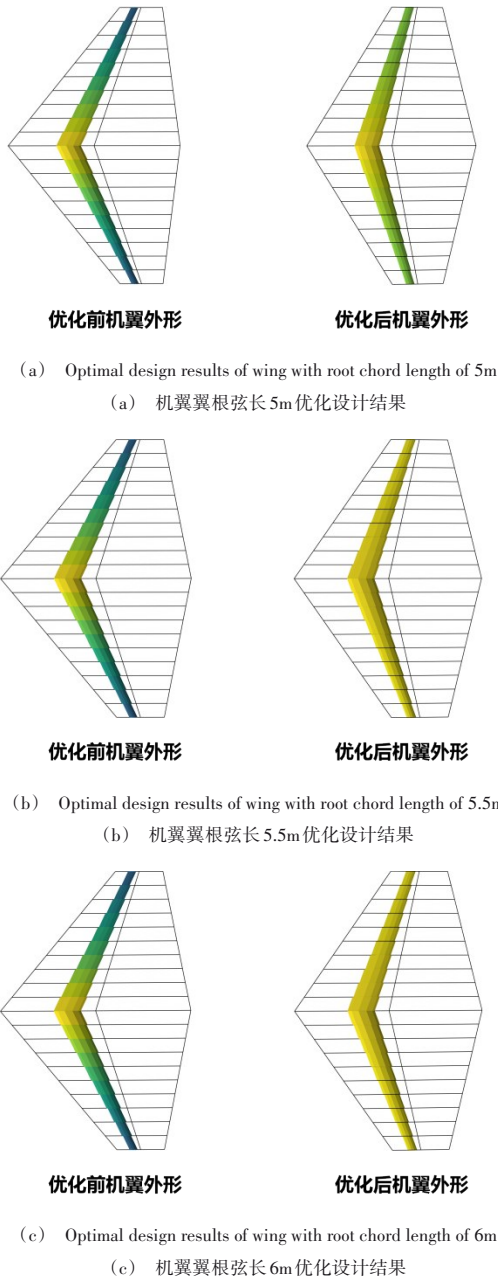 优化前机翼外形 优化后机翼外形
(a) Optimal design results of wing with root chord length of 5m
(a) 机翼翼根弦长5m优化设计结果
优化前机翼外形 优化后机翼外形
(b) Optimal design results of wing with root chord length of 5.5m
(b) 机翼翼根弦长5.5m优化设计结果
优化前机翼外形 优化后机翼外形
(c) Optimal design results of wing with root chord length of 6m
(c) 机翼翼根弦长6m优化设计结果